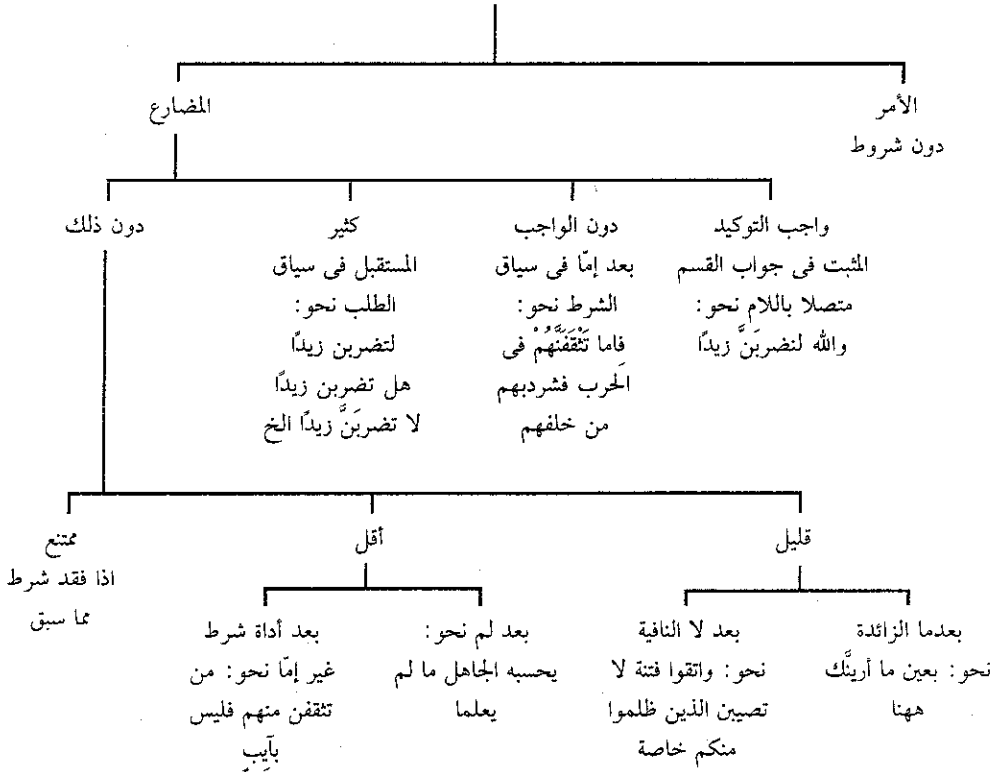 الأمر
دون شروط
المضارع
واجب التوكيد
المثبت فى جواب القسم
متصلا باللام نحو:
والله لنضربَنَّ زيدًا
دون الواجب
بعد إمّا فى سياق
الشرط نحو:
فاما تَثْقَفَنَّهُمْ فى
الحرب فشردبهم
من خلفهم
كثير
المستقبل فى سياق
الطلب نحو:
لتضربن زيدًا
هل تضربن زيدًا
لا تضربَنَّ زيدًا الخ
دون ذلك
قليل
بعدما الزائدة
نحو: بعين ما أرينَّك
ههنا
بعد لا النافية
نحو: واتقوا فتنة لا
تصيبن الذين ظلموا
منكم خاصة
أقل
بعد لم نحو:
يحسبه الجاهل ما لم
يعلما
بعد أداة شرط
غير إمّا نحو: من
تثقفن منهم فليس
بآيبِ
ممتنع
اذا فقد شرط
مما سبق